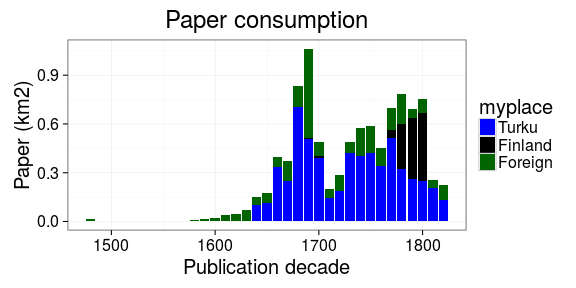 Paper consumption
Paper (km2)
0.9
0.6
0.3
0.0
1500 1600 1700 1800
Publication decade
myplace
Turku
Finland
Foreign